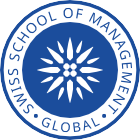 SWISS SCHOOL OF MANAGEMENT
· GLOBAL ·